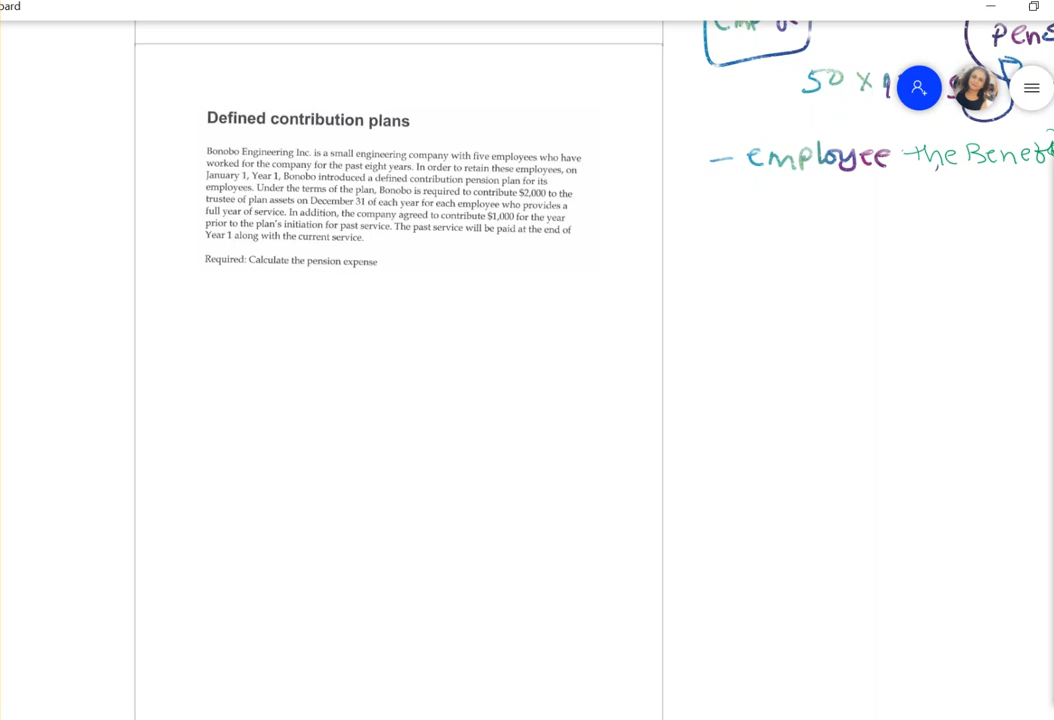 oard
pens
50 X
Defined contribution plans
- employee the Benef
Bonobo Engineering Inc. is a small engineering company with five employees who have
worked for the company for the past eight years. In order to retain these employees, on
January 1, Year 1, Bonobo introduced a defined contribution pension plan for its
employees. Under the terms of the plan, Bonobo is required to contribute $2,000 to the
trustee of plan assets on December 31 of each year for each employee who provides a
full year of service. In addition, the company agreed to contribute $1,000 for the year
prior to the plan's initiation for past service. The past service will be paid at the end of
Year 1 along with the current service.
Required: Calculate the pension expense